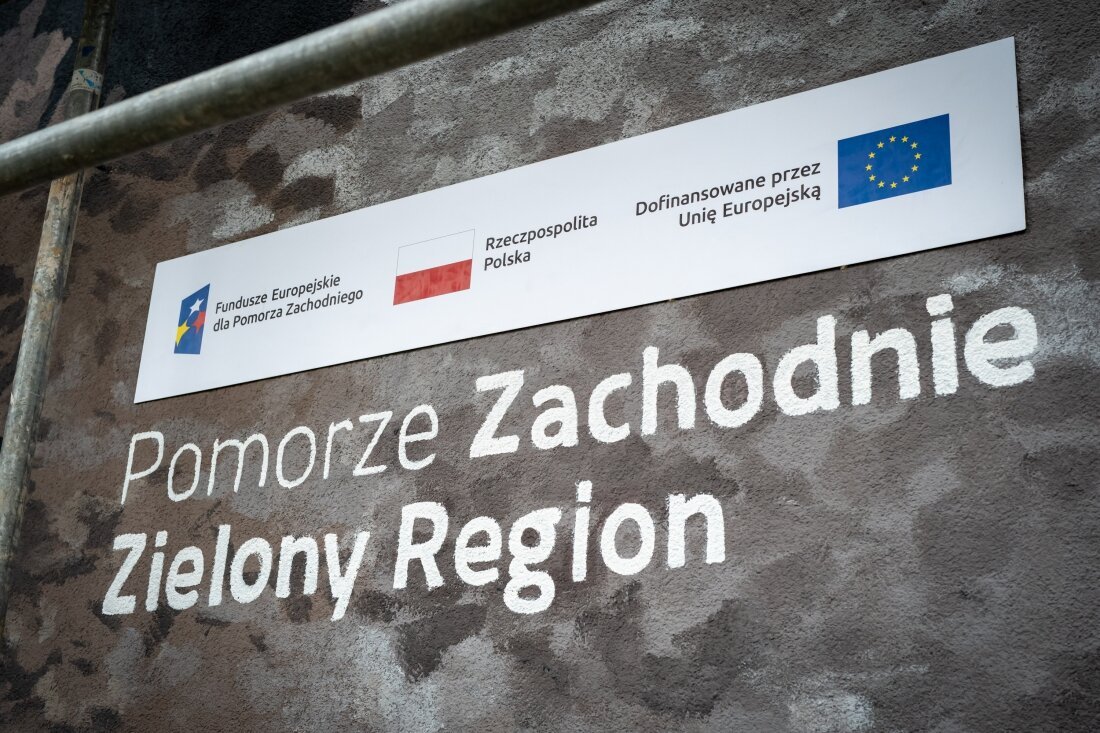 Fundusze Europejskie
dla Pomorza Zachodniego
Rzeczpospolita
Polska
Dofinansowane przez
Unię Europejską
Pomorze Zachodnie
Zielony Region